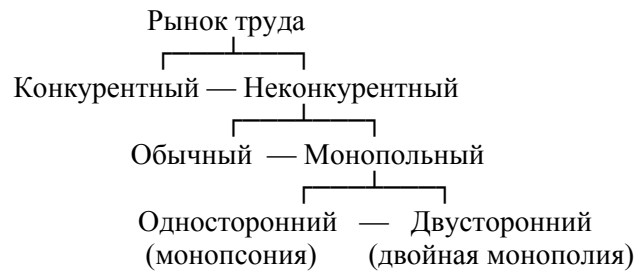 Рынок труда
Конкурентный — Неконкурентный
Обычный — Монопольный
Односторонний — Двусторонний
(монопсония) (двойная монополия)